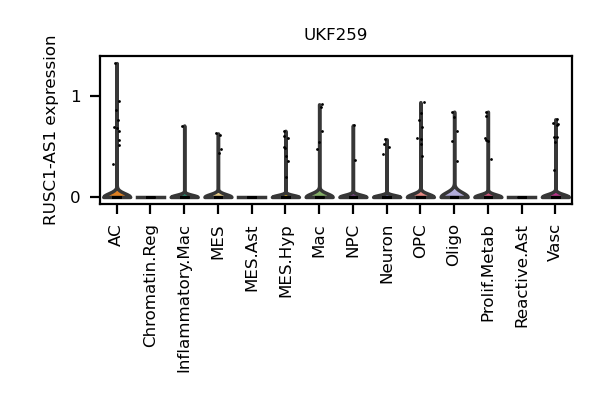 UKF259
RUSC1-AS1 expression
1
0
AC
Chromatin.Reg
Inflammatory.Mac
MES
MES.Ast
MES.Hyp
Mac
NPC
Neuron
OPC
Oligo
Prolif.Metab
Reactive.Ast
Vasc